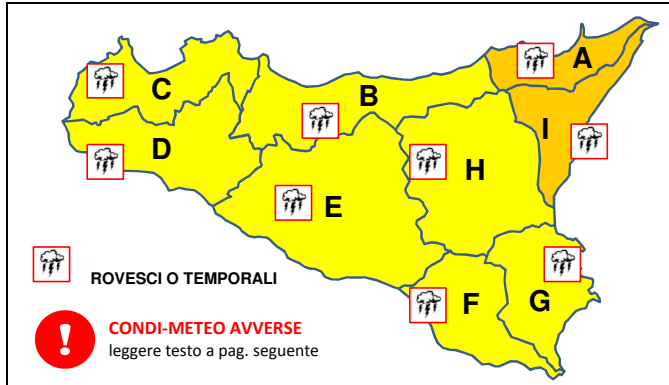 A
C
B
I
D
H
E
F
G
ROVESCI O TEMPORALI
!
CONDI-METEO AVVERSE
leggere testo a pag. seguente